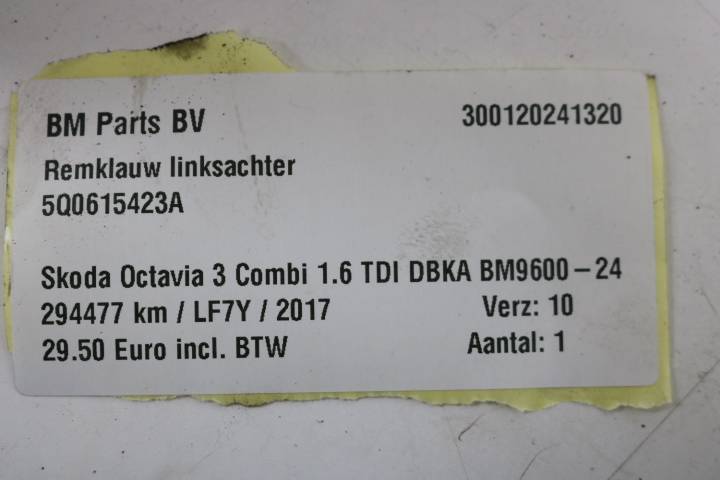 BM Parts BV 300120241320
Remklauw linksachter
5Q0615423A
Skoda Octavia 3 Combi 1.6 TDI DBKA BM9600-24
294477 km / LF7Y / 2017 Verz: 10
29.50 Euro incl. BTW Aantal: 1